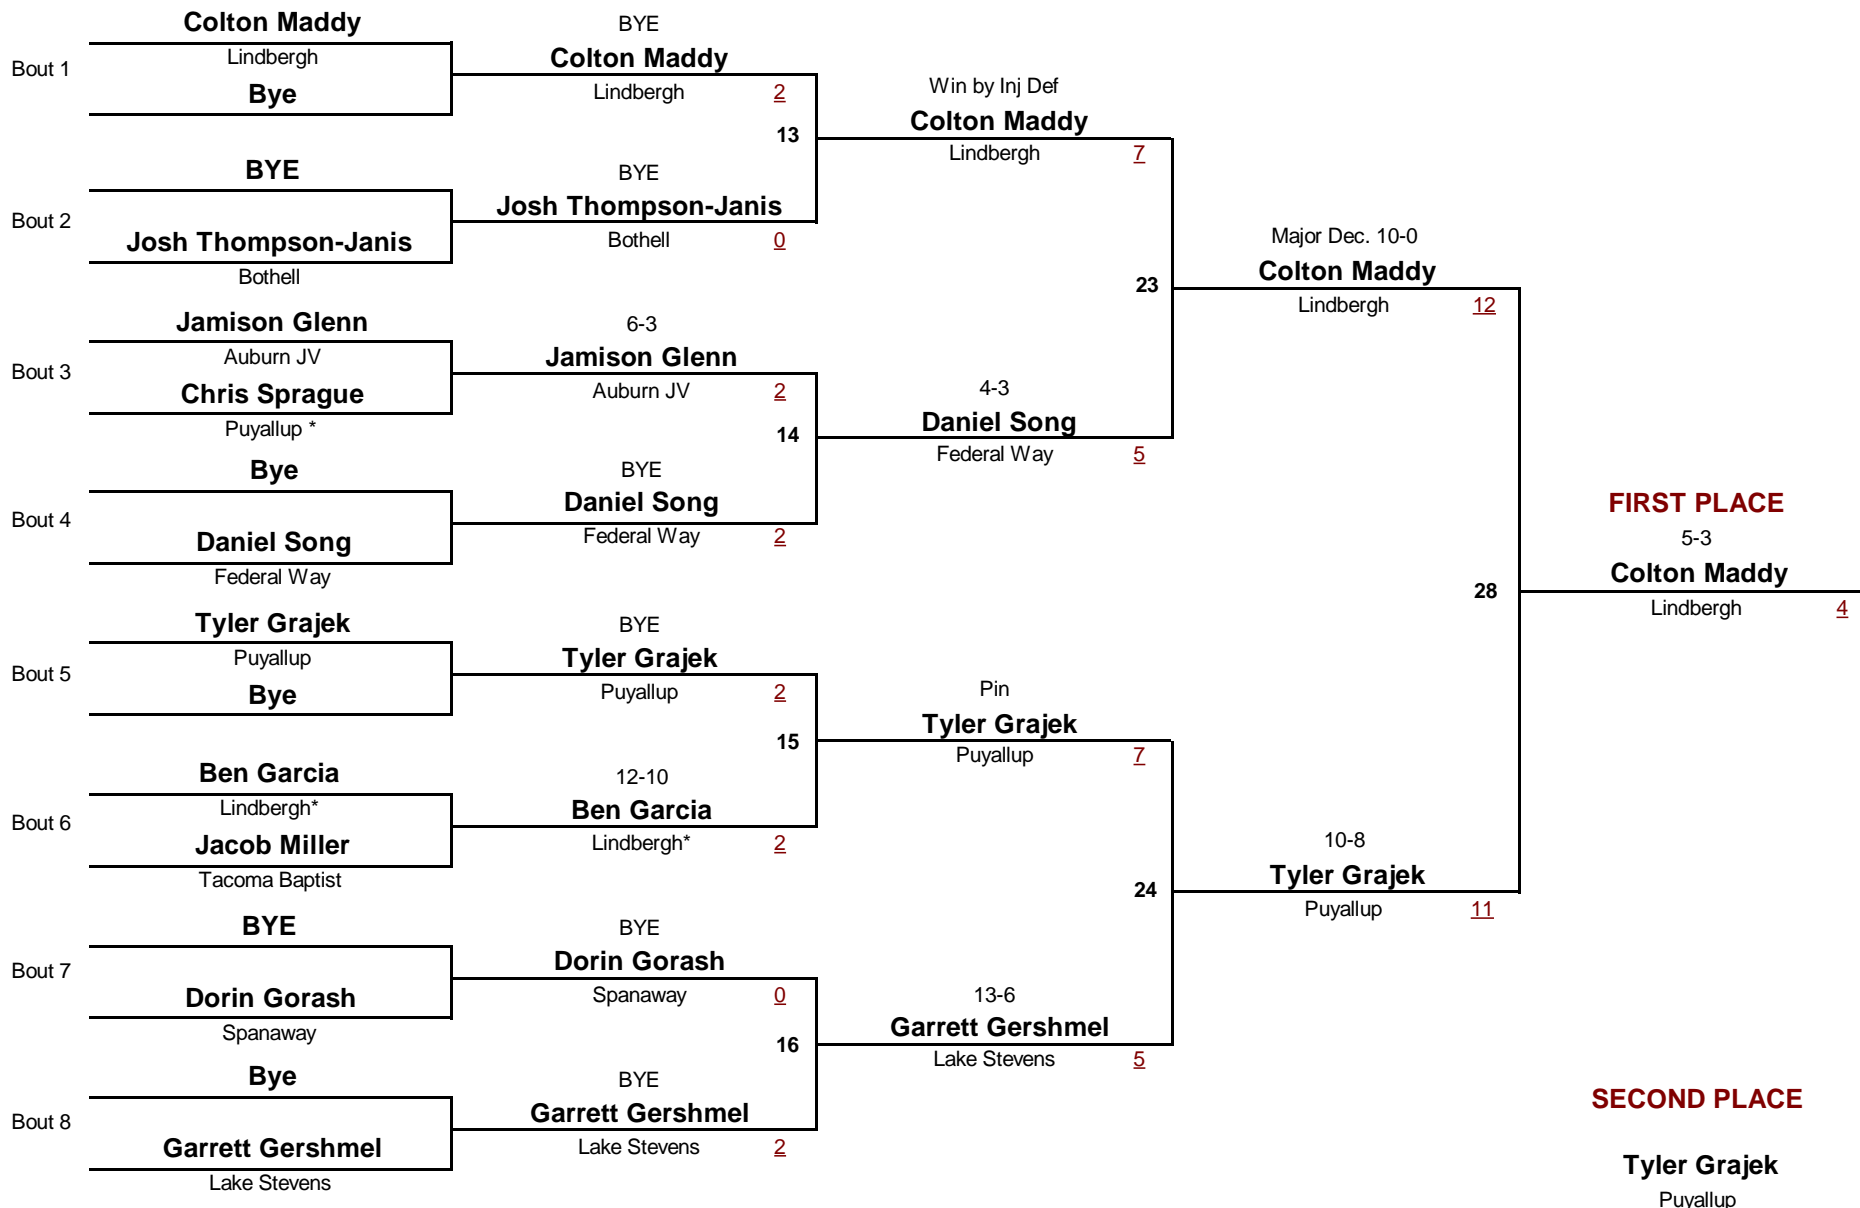 Colton Maddy
Lindbergh
Bout 1
Bye
BYE
Bout 2
Josh Thompson-Janis
Bothell
Jamison Glenn
Auburn JV
Bout 3
Chris Sprague
Puyallup *
Bye
Bout 4
Daniel Song
Federal Way
Tyler Grajek
Puyallup
Bout 5
Bye
Ben Garcia
Lindbergh*
Bout 6
Jacob Miller
Tacoma Baptist
BYE
Bout 7
Dorin Gorash
Spanaway
Bye
Bout 8
Garrett Gershmel
Lake Stevens
BYE
Colton Maddy
Lindbergh 2
13
BYE
Josh Thompson-Janis
Bothell 0
6-3
Jamison Glenn
Auburn JV 2
14
BYE
Daniel Song
Federal Way 2
BYE
Tyler Grajek
Puyallup 2
15
12-10
Ben Garcia
Lindbergh* 2
BYE
Dorin Gorash
Spanaway 0
16
BYE
Garrett Gershmel
Lake Stevens 2
Win by Inj Def
Colton Maddy
Lindbergh 7
23
4-3
Daniel Song
Federal Way 5
Pin
Tyler Grajek
Puyallup 7
24
13-6
Garrett Gershmel
Lake Stevens 5
Major Dec. 10-0
Colton Maddy
Lindbergh 12
28
10-8
Tyler Grajek
Puyallup 11
FIRST PLACE
5-3
Colton Maddy
Lindbergh 4
SECOND PLACE
Tyler Grajek
Puyallup